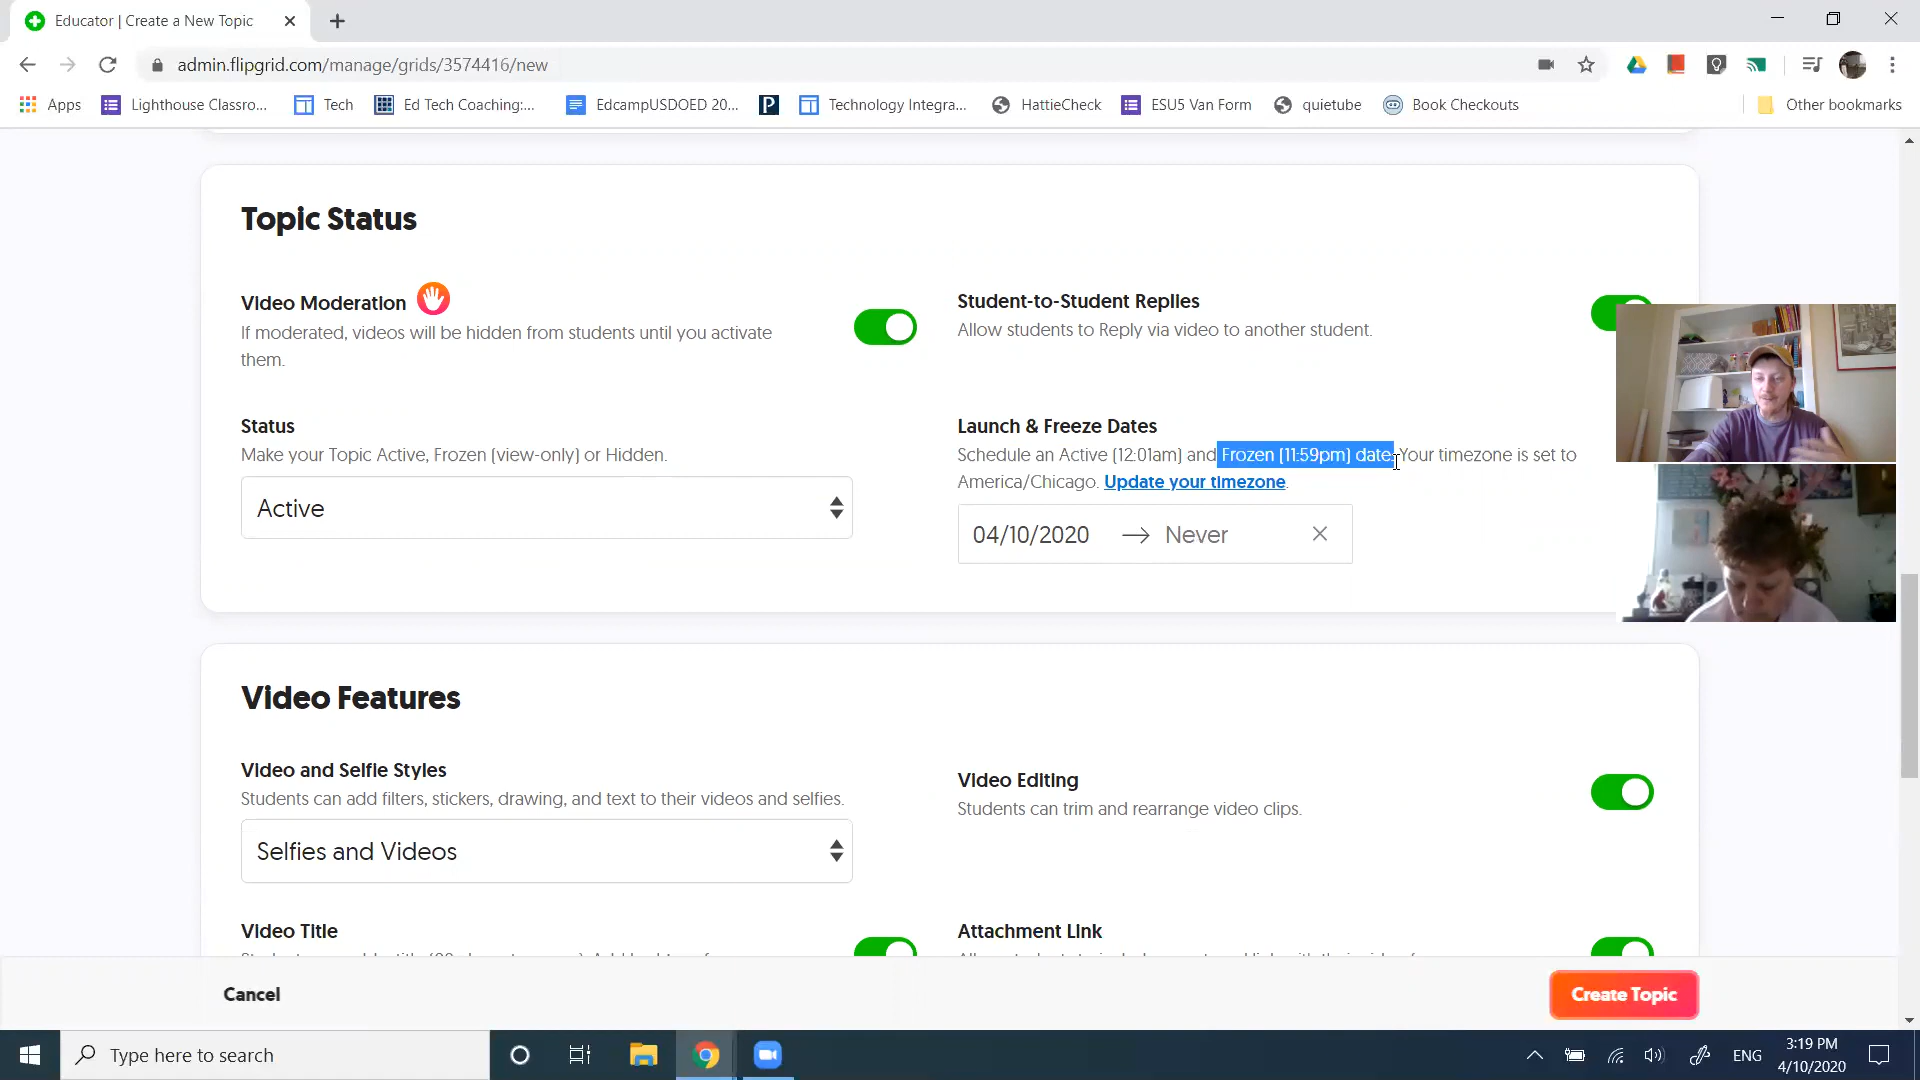 Educator | Create a New Topic
admin.flipgrid.com/manage/grids/3574416/new
Apps
Lighthouse Classro...
Tech
Ed Tech Coaching:...
EdcampUSDOED 20...
P
Technology Integra...
HattieCheck
ESU5 Van Form
quietube
Book Checkouts
Other bookmarks
Topic Status
Video Moderation
If moderated, videos will be hidden from students until you activate
them.
Student-to-Student Replies
Allow students to Reply via video to another student.
Status
Make your Topic Active, Frozen (view-only) or Hidden.
Active
Launch & Freeze Dates
Schedule an Active (12:01am) and Frozen (11:59pm) date. Your timezone is set to
America/Chicago. Update your timezone.
04/10/2020 → Never
Video Features
Video and Selfie Styles
Students can add filters, stickers, drawing, and text to their videos and selfies.
Selfies and Videos
Video Editing
Students can trim and rearrange video clips.
Video Title
Attachment Link
Cancel
Create Topic
Type here to search
ENG
3:19 PM
4/10/2020